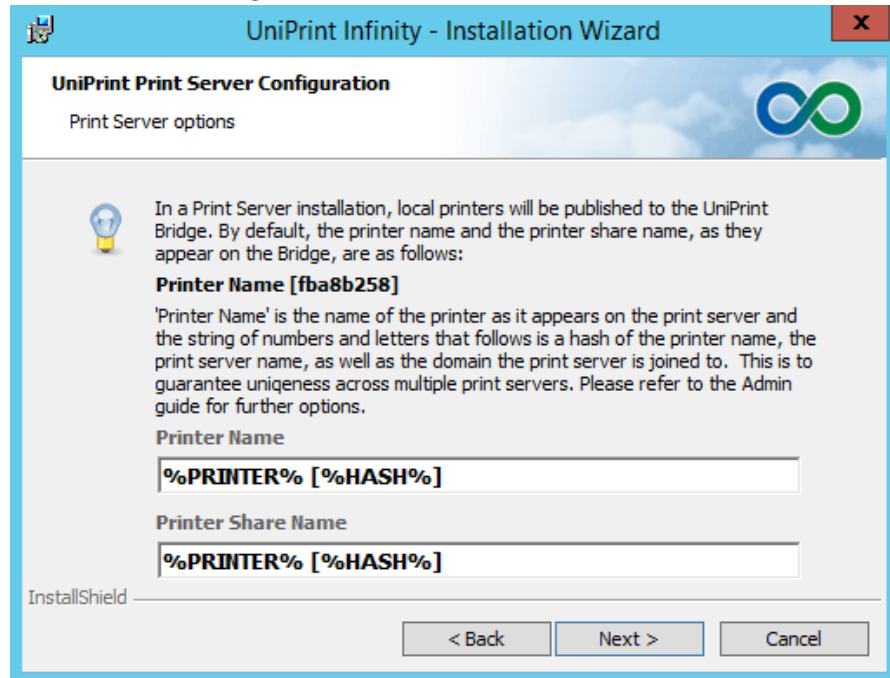 UniPrint Infinity - Installation Wizard
x
UniPrint Print Server Configuration
Print Server options
In a Print Server installation, local printers will be published to the UniPrint
Bridge. By default, the printer name and the printer share name, as they
appear on the Bridge, are as follows:
Printer Name [fba8b258]
'Printer Name' is the name of the printer as it appears on the print server and
the string of numbers and letters that follows is a hash of the printer name, the
print server name, as well as the domain the print server is joined to.  This is to
guarantee uniqeness across multiple print servers. Please refer to the Admin
guide for further options.
Printer Name
%PRINTER% [%HASH%]
Printer Share Name
%PRINTER% [%HASH%]
InstallShield
< Back
Next >
Cancel